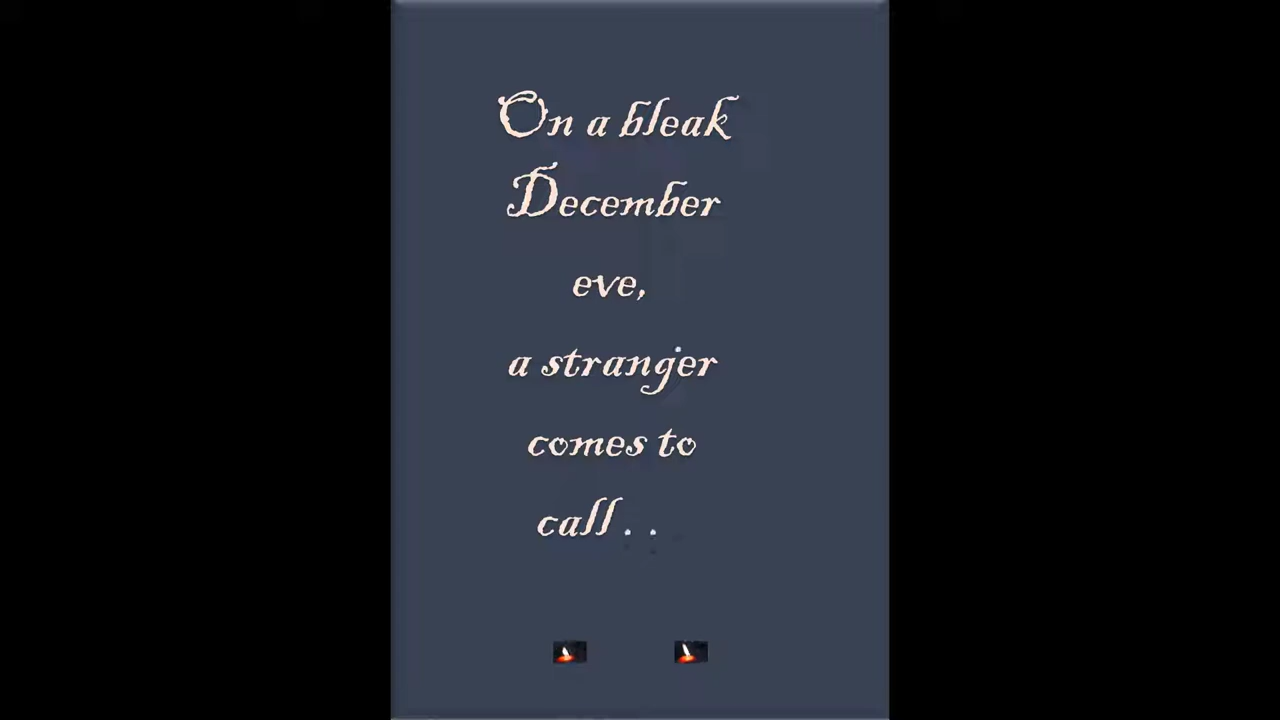 On a bleak
December
eve,
a stranger
comes to
call . .